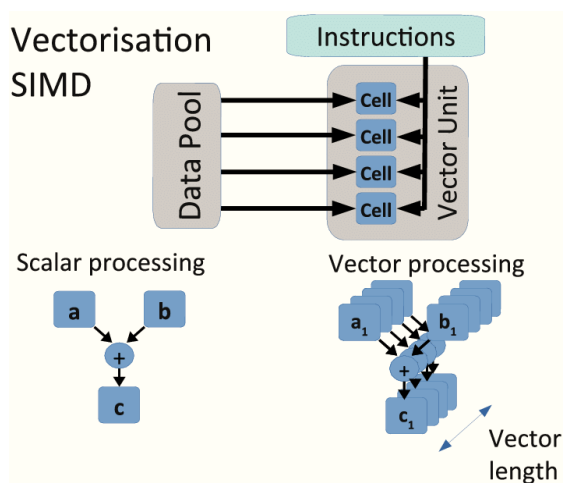 Vectorisation
SIMD
Instructions
Data Pool
Cell
Cell
Cell
Cell
Vector Unit
Scalar processing
a
b
+
c
Vector processing
a1
b1
+
c1
Vector
length